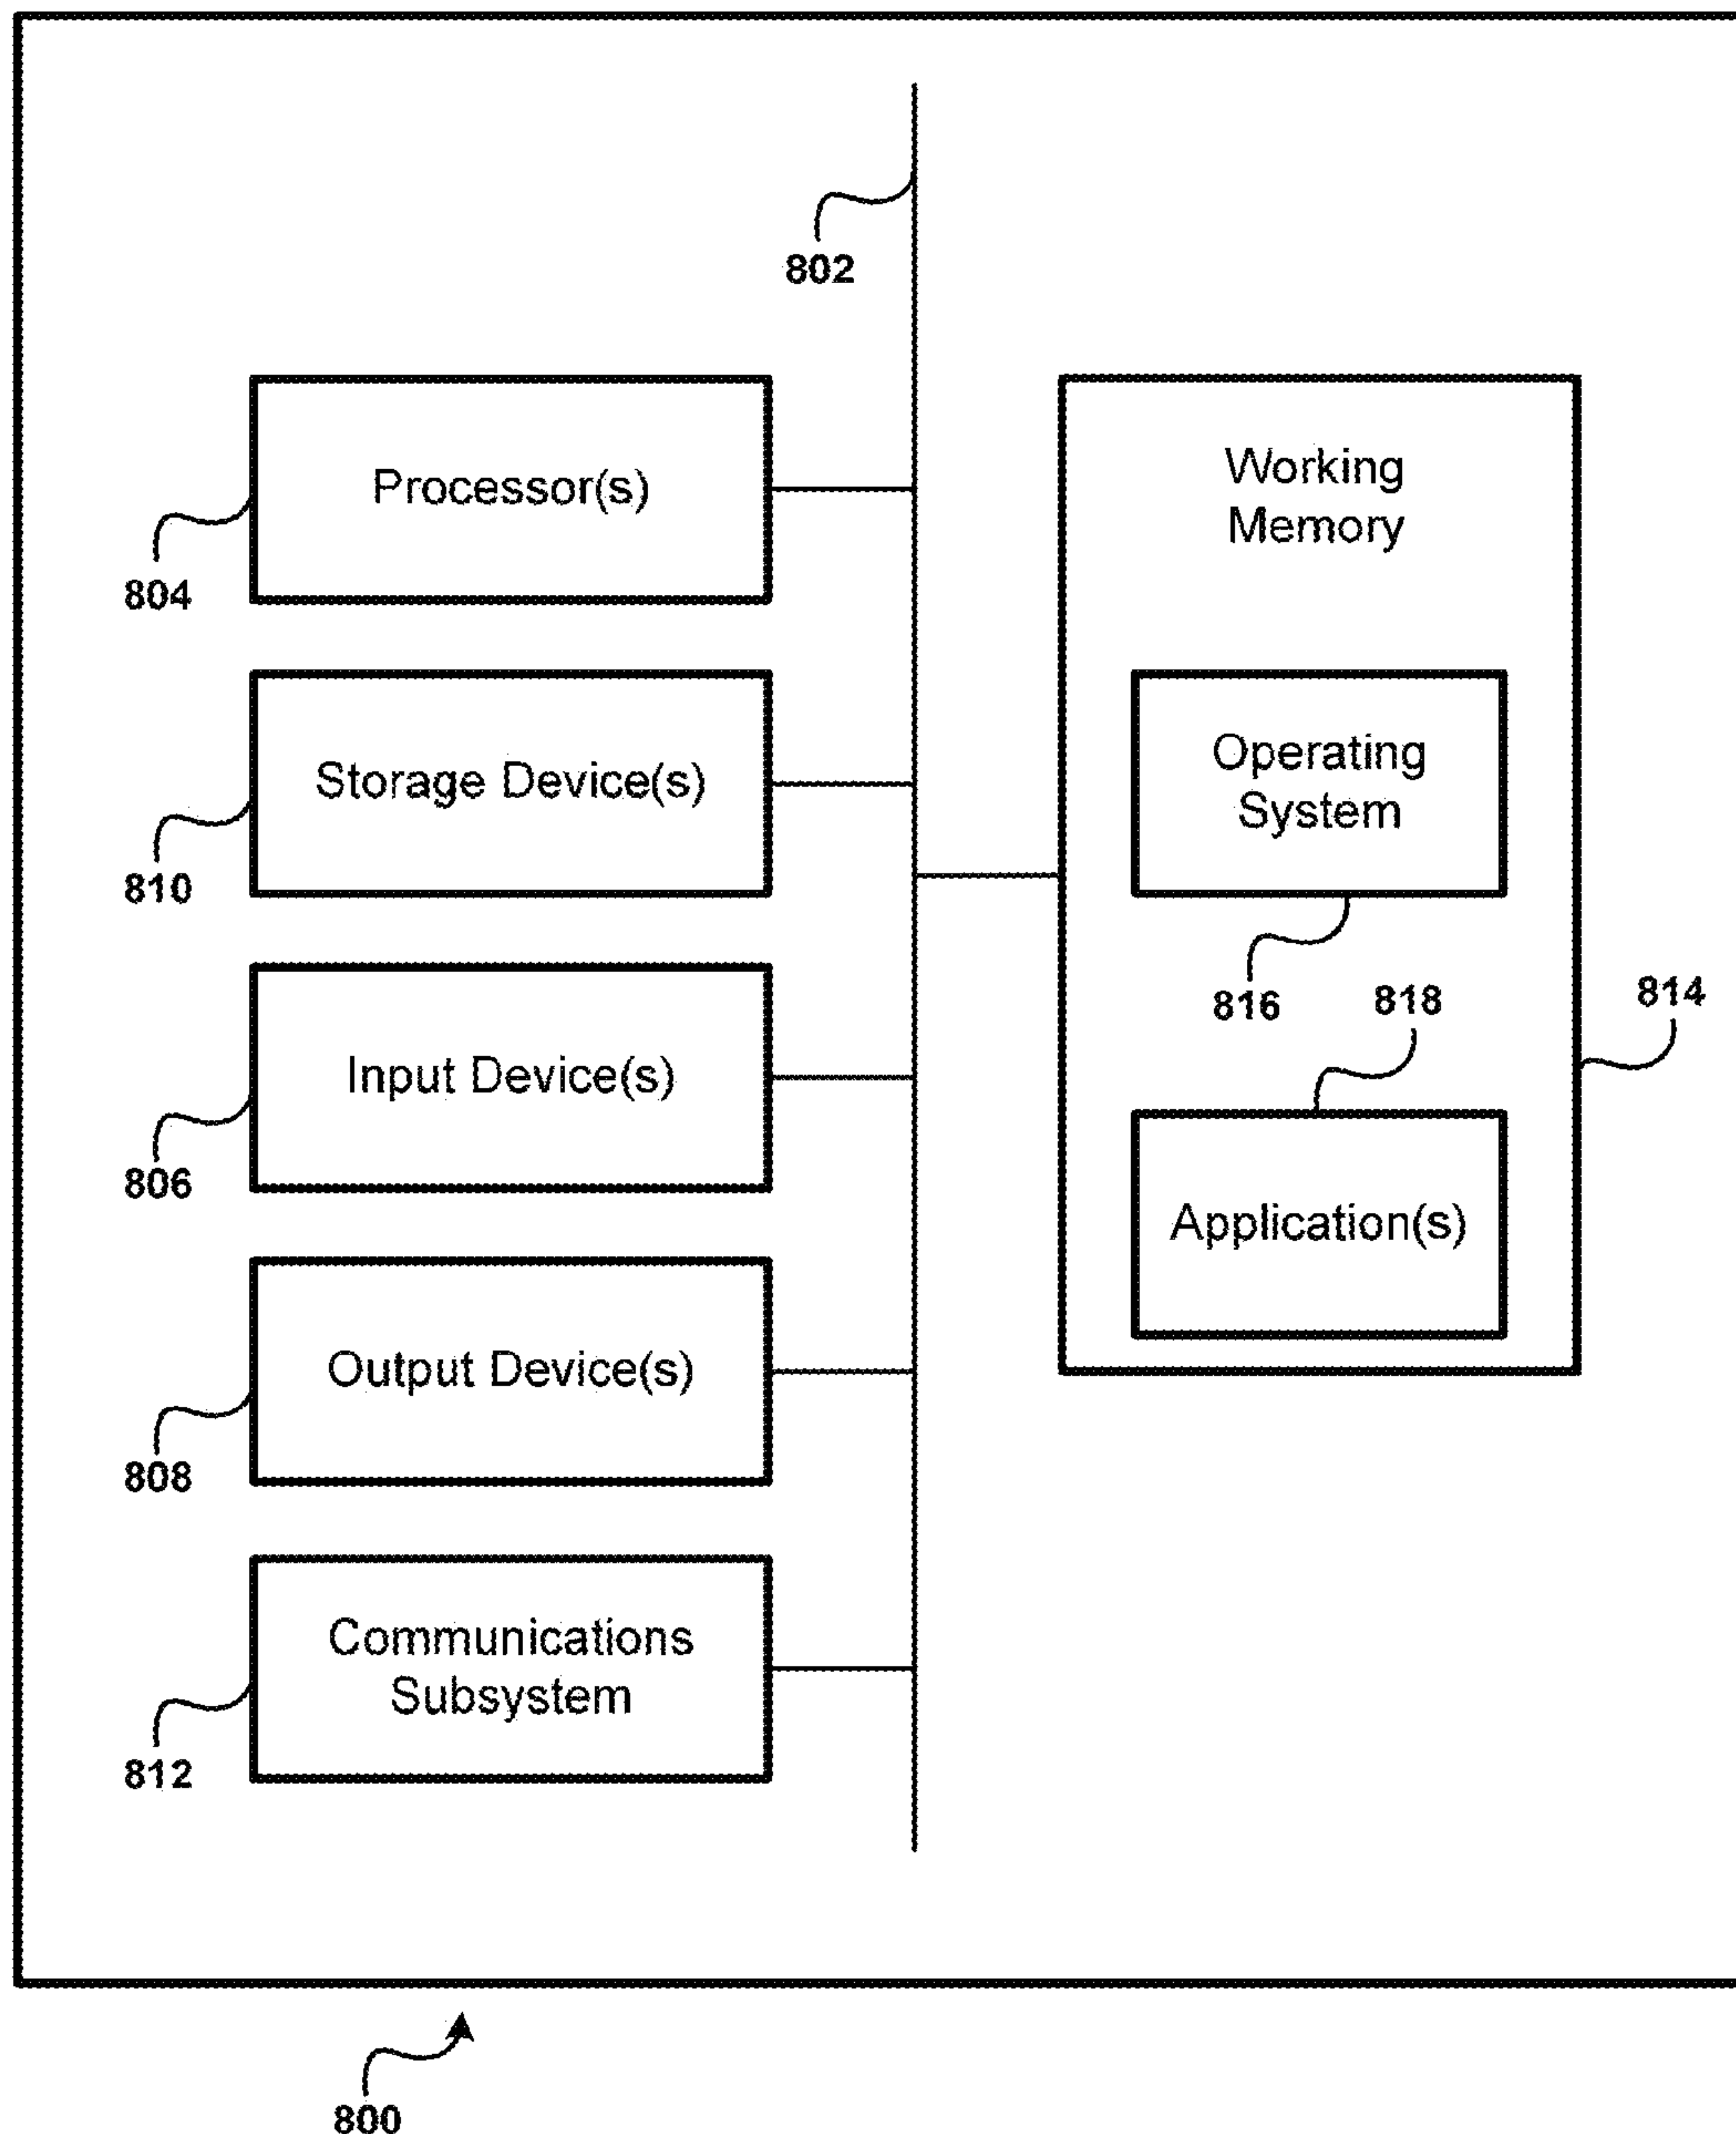 802
Processor(s)
804
Storage Device(s)
810
Input Device(s)
806
Output Device(s)
808
Communications
Subsystem
812
Working
Memory
Operating
System
816
818
814
Application(s)
800